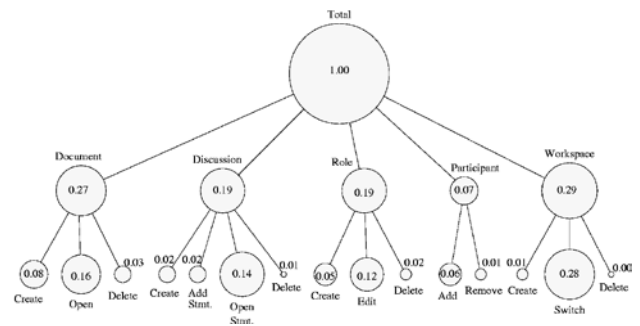 Total
1.00
Document
Discussion
Role
Participant
Workspace
0.27
0.19
0.19
0.07
0.29
0.08
0.16
0.03
0.02
0.02
0.14
0.01
0.05
0.12
0.02
0.06
0.01
0.01
0.28
0.00
Create
Open
Delete
Create
Add
Stmt.
Open
Stmt.
Delete
Create
Edit
Delete
Add
Remove
Create
Switch
Delete